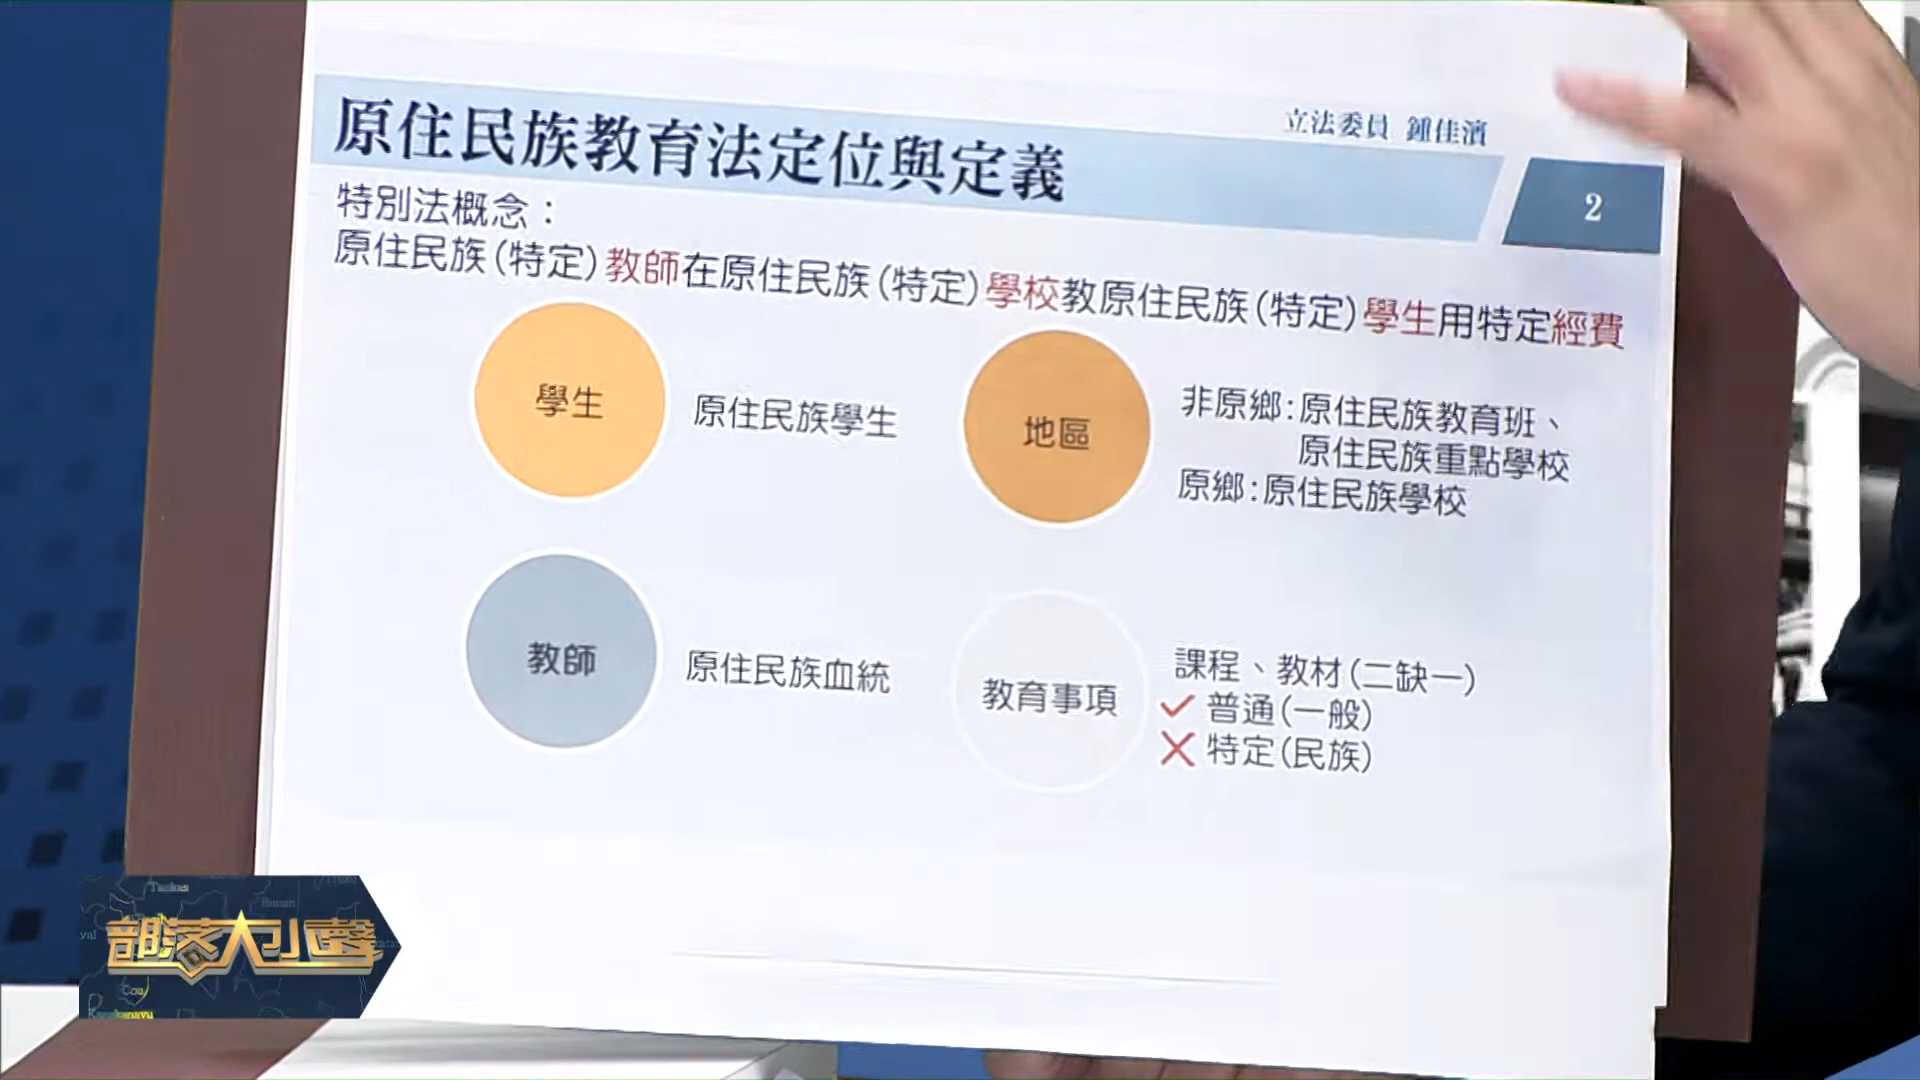 立法委員 鍾佳濱
原住民族教育法定位與定義
2
特別法概念：
原住民族(特定)教師在原住民族(特定)學校教原住民族(特定)學生用特定經費
學生
原住民族學生
地區
非原鄉:原住民族教育班、
原住民族重點學校
原鄉:原住民族學校
教師
原住民族血統
教育事項
課程、教材(二缺一)
✓ 普通(一般)
✗ 特定(民族)
部落大小聲